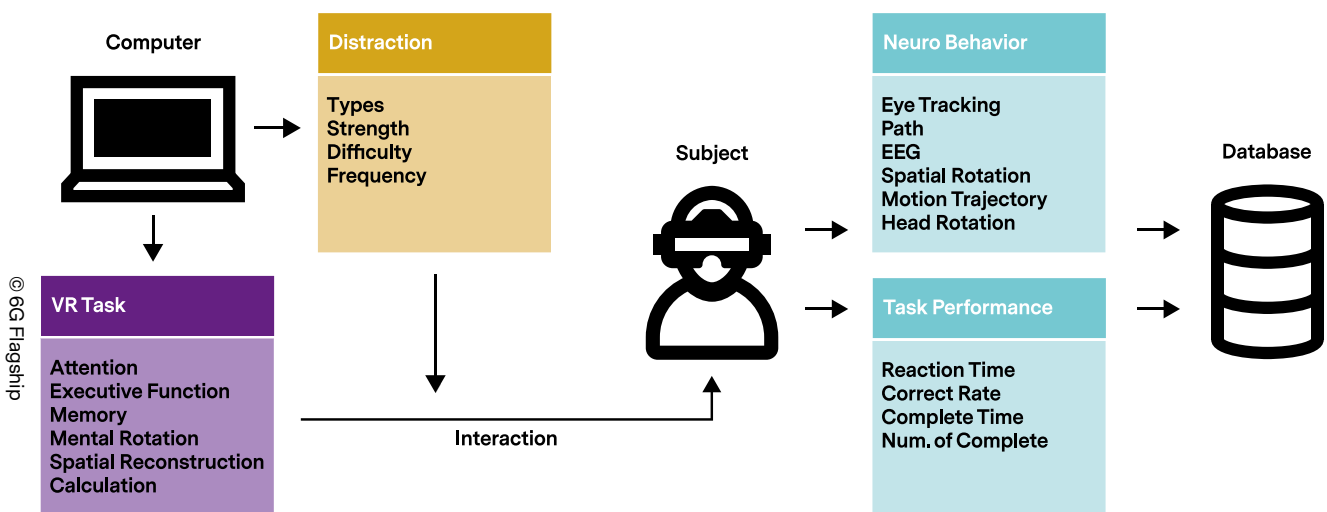 Computer
Distraction
Types
Strength
Difficulty
Frequency
VR Task
Attention
Executive Function
Memory
Mental Rotation
Spatial Reconstruction
Calculation
Interaction
Subject
Neuro Behavior
Eye Tracking
Path
EEG
Spatial Rotation
Motion Trajectory
Head Rotation
Task Performance
Reaction Time
Correct Rate
Complete Time
Num. of Complete
Database
© 6G Flagship